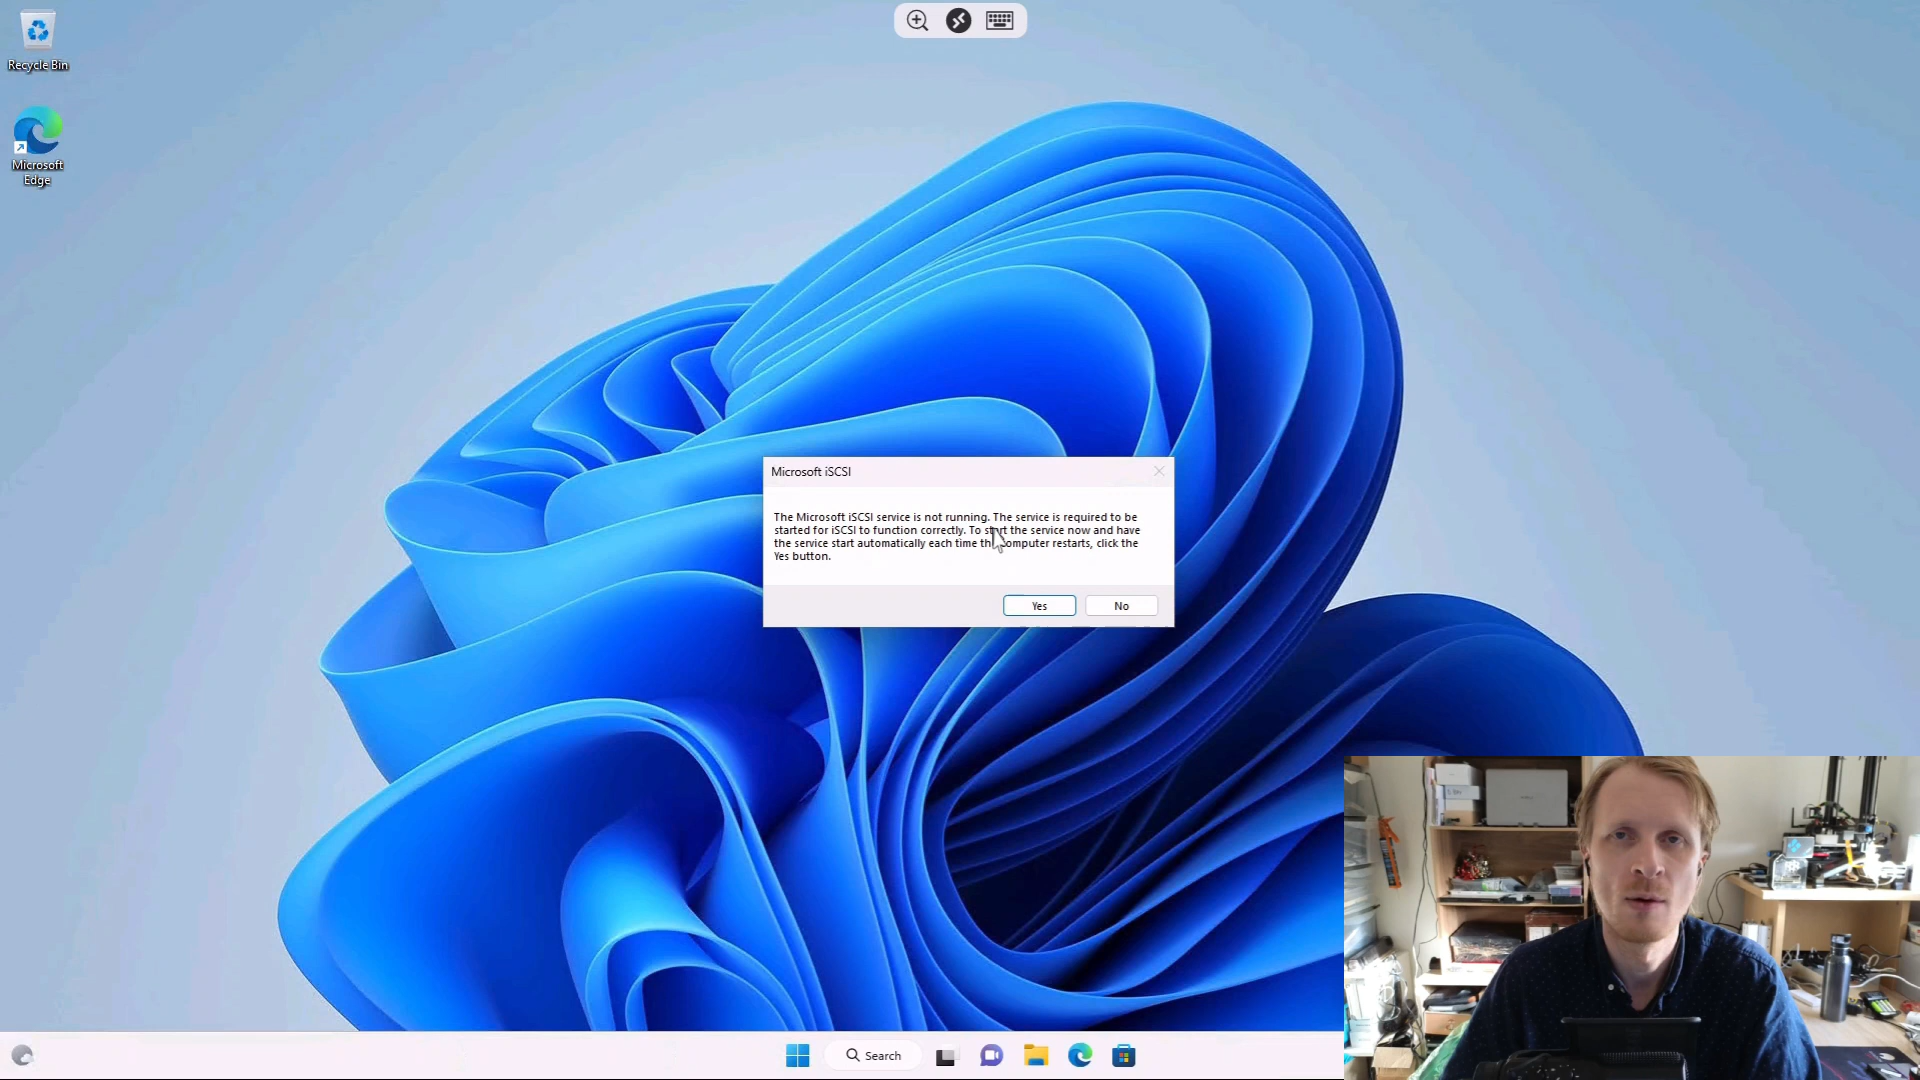 Recycle Bin
Microsoft
Edge
Microsoft iSCSI
The Microsoft iSCSI service is not running. The service is required to be
started for iSCSI to function correctly. To start the service now and have
the service start automatically each time the computer restarts, click the
Yes button.
Yes
No
Search